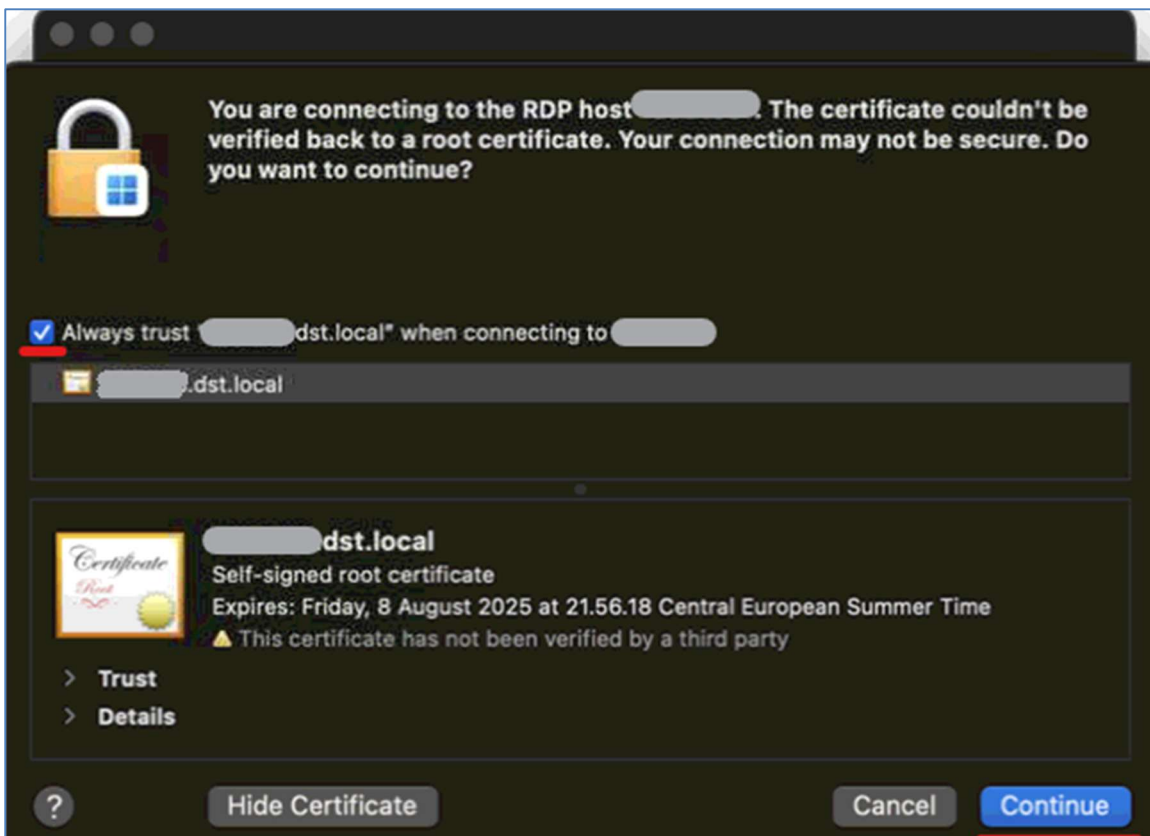 You are connecting to the RDP host . The certificate couldn't be
verified back to a root certificate. Your connection may not be secure. Do
you want to continue?
Always trust " dst.local" when connecting to
.dst.local
Certificate
Root
dst.local
Self-signed root certificate
Expires: Friday, 8 August 2025 at 21.56.18 Central European Summer Time
This certificate has not been verified by a third party
> Trust
> Details
?
Hide Certificate
Cancel
Continue